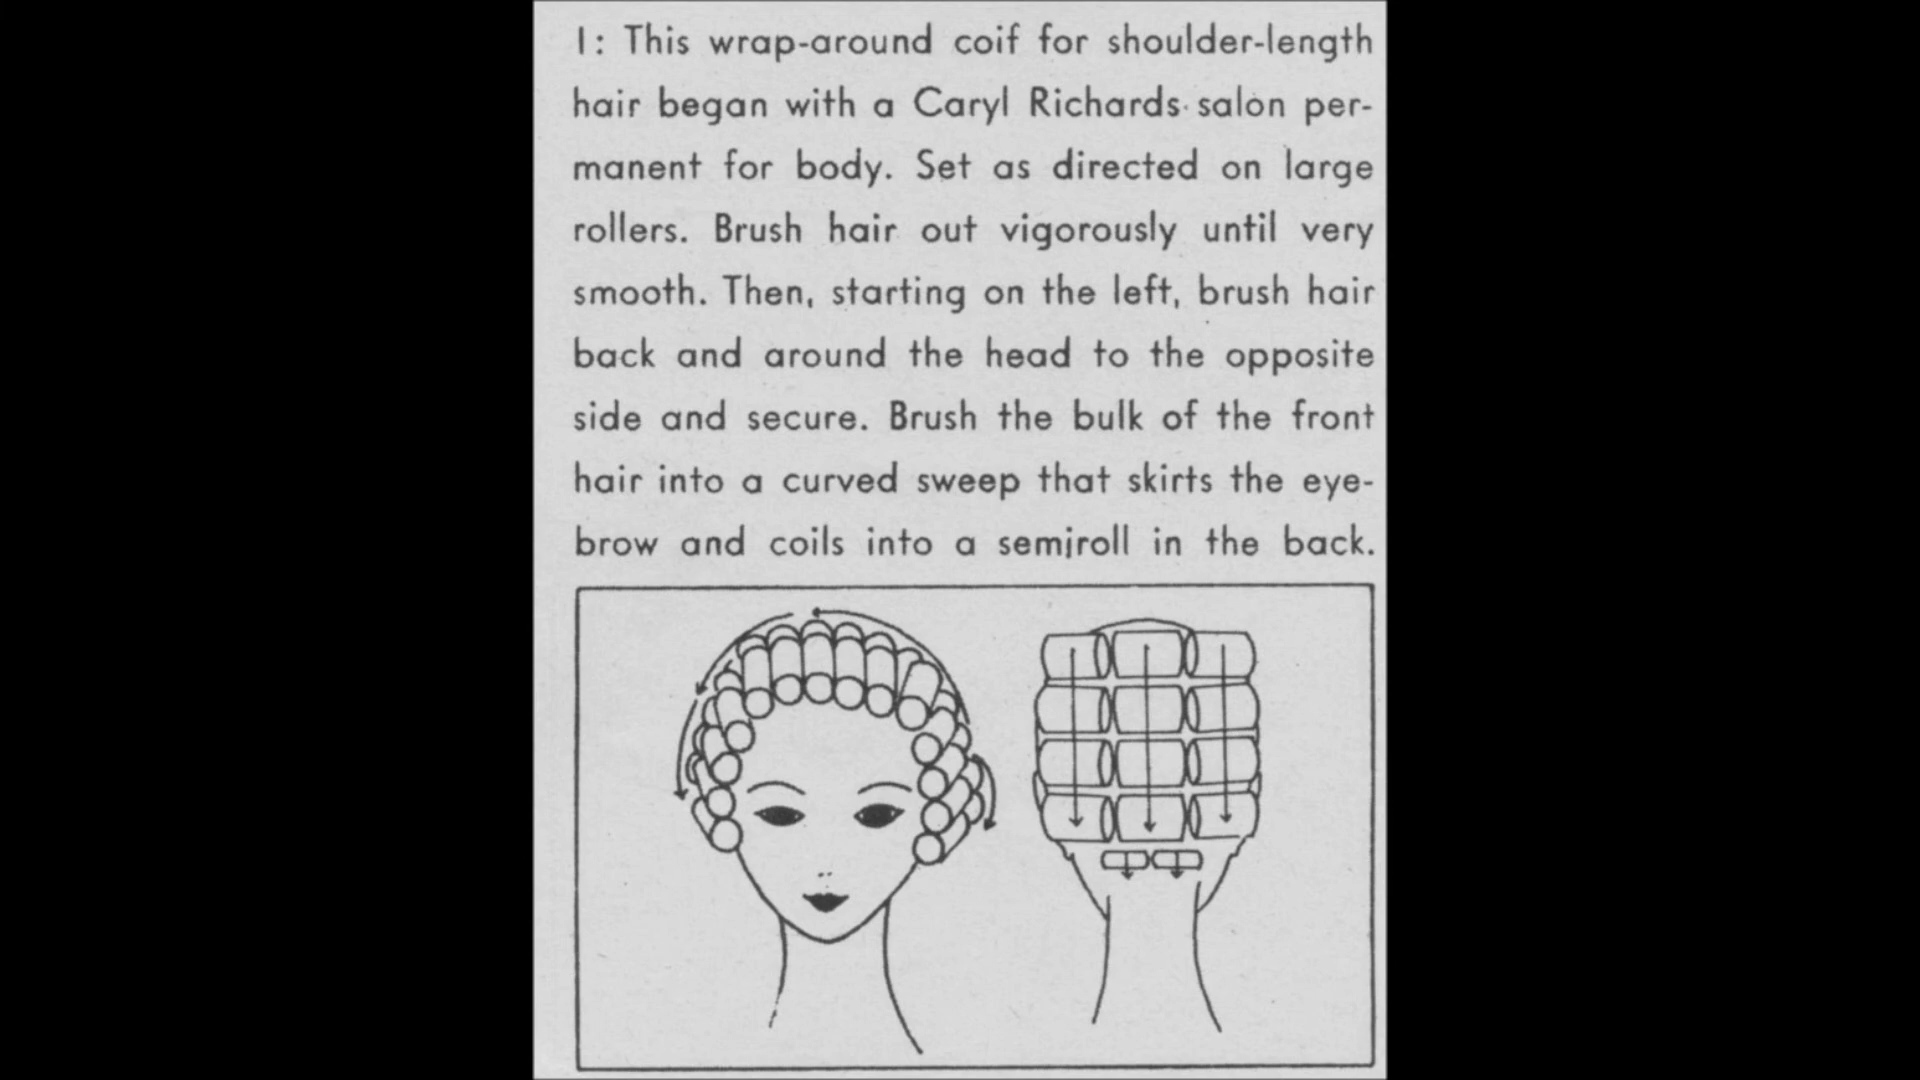 1: This wrap-around coif for shoulder-length
hair began with a Caryl Richards salon per-
manent for body. Set as directed on large
rollers. Brush hair out vigorously until very
smooth. Then, starting on the left, brush hair
back and around the head to the opposite
side and secure. Brush the bulk of the front
hair into a curved sweep that skirts the eye-
brow and coils into a semiroll in the back.